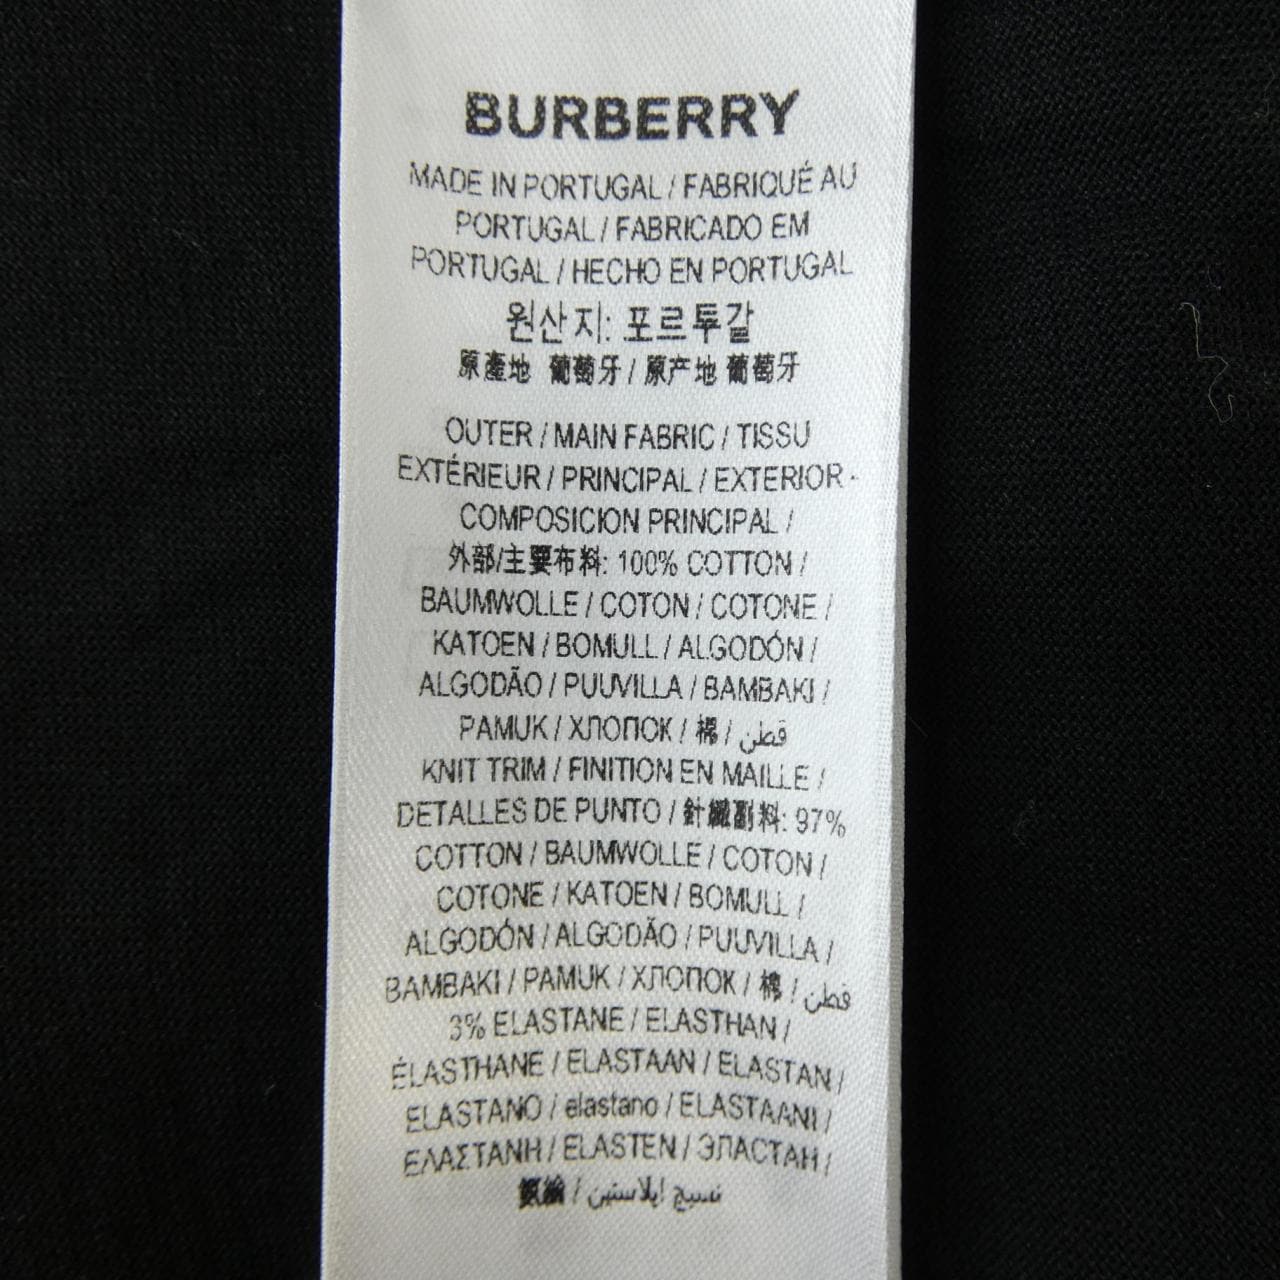 BURBERRY
MADE IN PORTUGAL / FABRIQUÉ AU
PORTUGAL / FABRICADO EM
PORTUGAL / HECHO EN PORTUGAL
원산지: 포르투갈
原產地 葡萄牙 / 原产地 葡萄牙
OUTER / MAIN FABRIC / TISSU
EXTÉRIEUR / PRINCIPAL / EXTERIOR -
COMPOSICION PRINCIPAL /
外部/主要布料: 100% COTTON /
BAUMWOLLE / COTON / COTONE /
KATOEN / BOMULL / ALGODÓN /
ALGODÃO / PUUVILLA / BAMBAKI /
PAMUK / ХЛОПОК / 棉 / قطن
KNIT TRIM / FINITION EN MAILLE /
DETALLES DE PUNTO / 針織副料: 97%
COTTON / BAUMWOLLE / COTON /
COTONE / KATOEN / BOMULL /
ALGODÓN / ALGODÃO / PUUVILLA /
BAMBAKI / PAMUK / ХЛОПОК / 棉 / قطن
3% ELASTANE / ELASTHAN /
ÉLASTHANE / ELASTAAN / ELASTAN /
ELASTANO / elastano / ELASTAANI /
ΕΛΑΣΤΑΝΗ / ELASTEN / ЭЛАСТАН /
/ نسيج ايلاستين